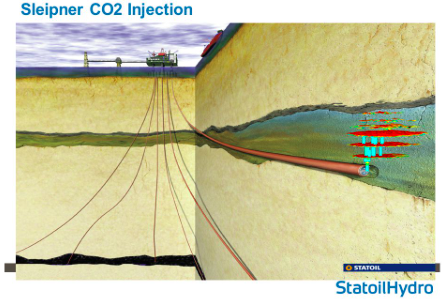 Sleipner CO2 Injection
STATOIL
StatoilHydro